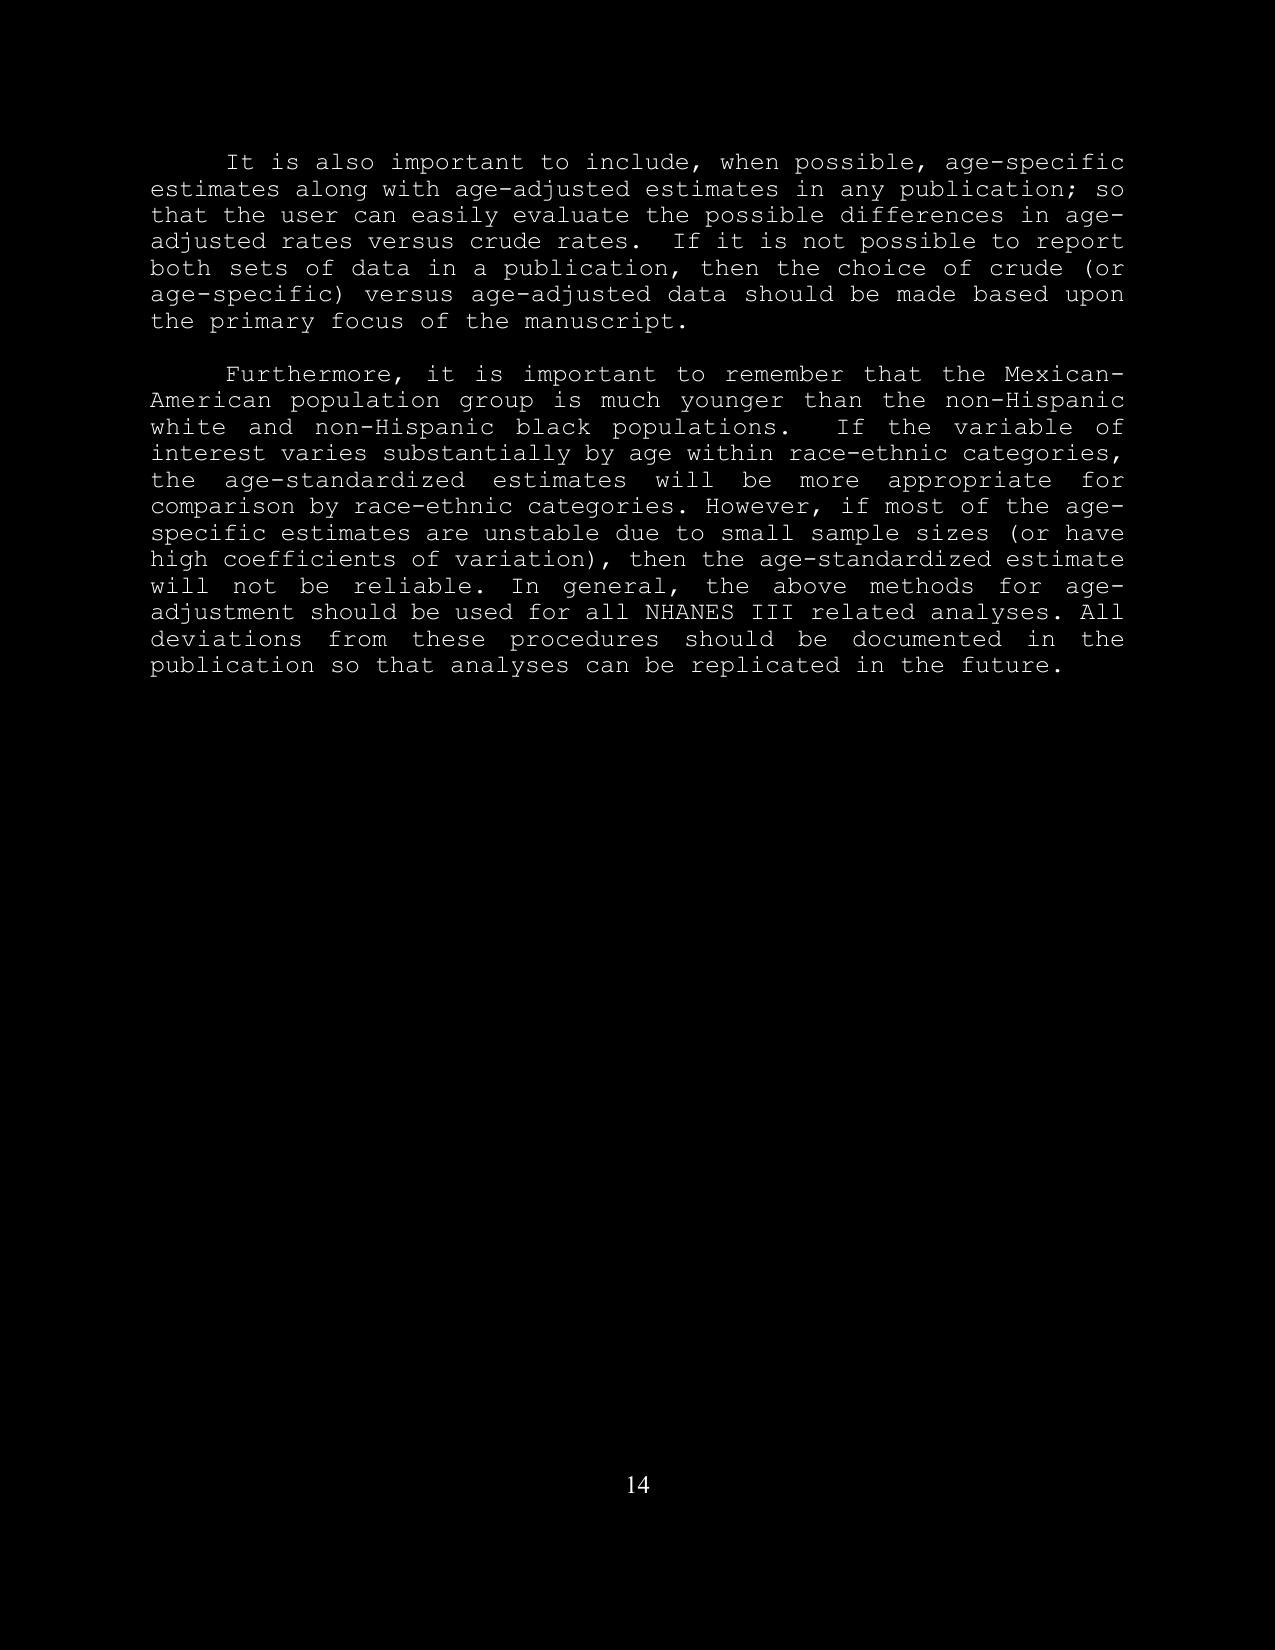 It is also important to include, when possible, age-specific
estimates along with age-adjusted estimates in any publication; so
that the user can easily evaluate the possible differences in age-
adjusted rates versus crude rates.  If it is not possible to report
both sets of data in a publication, then the choice of crude (or
age-specific) versus age-adjusted data should be made based upon
the primary focus of the manuscript.
Furthermore, it is important to remember that the Mexican-
American population group is much younger than the non-Hispanic
white and non-Hispanic black populations.  If the variable of
interest varies substantially by age within race-ethnic categories,
the age-standardized estimates will be more appropriate for
comparison by race-ethnic categories. However, if most of the age-
specific estimates are unstable due to small sample sizes (or have
high coefficients of variation), then the age-standardized estimate
will not be reliable. In general, the above methods for age-
adjustment should be used for all NHANES III related analyses. All
deviations from these procedures should be documented in the
publication so that analyses can be replicated in the future.
14